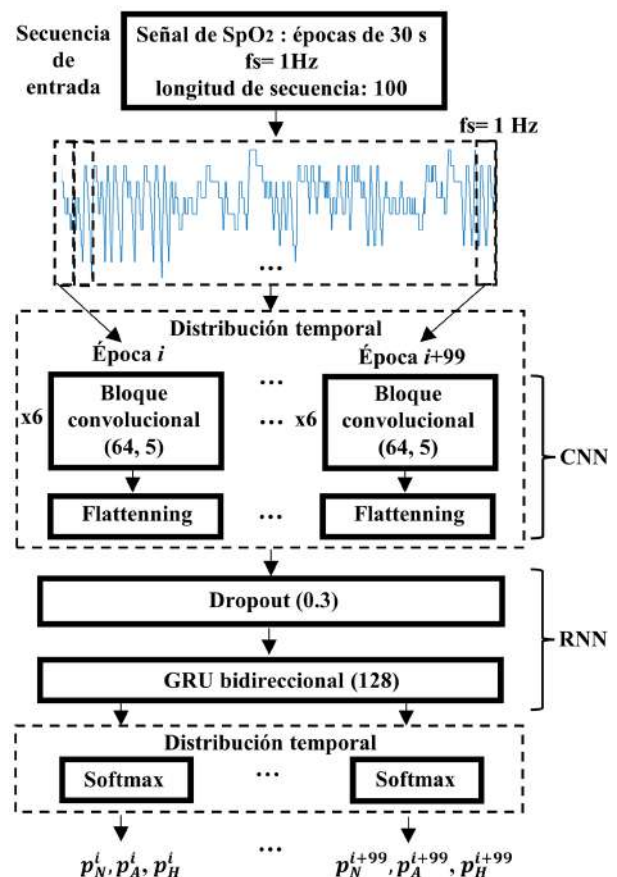 Secuencia de entrada
Señal de SpO₂ : épocas de 30 s
fs= 1Hz
longitud de secuencia: 100
fs= 1 Hz
...
Distribución temporal
Época i
...
Época i+99
x6
Bloque convolucional (64, 5)
...
x6
Bloque convolucional (64, 5)
CNN
Flattenning
...
Flattenning
Dropout (0.3)
RNN
GRU bidireccional (128)
Distribución temporal
Softmax
...
Softmax
p_N^i, p_A^i, p_H^i
...
p_N^{i+99}, p_A^{i+99}, p_H^{i+99}